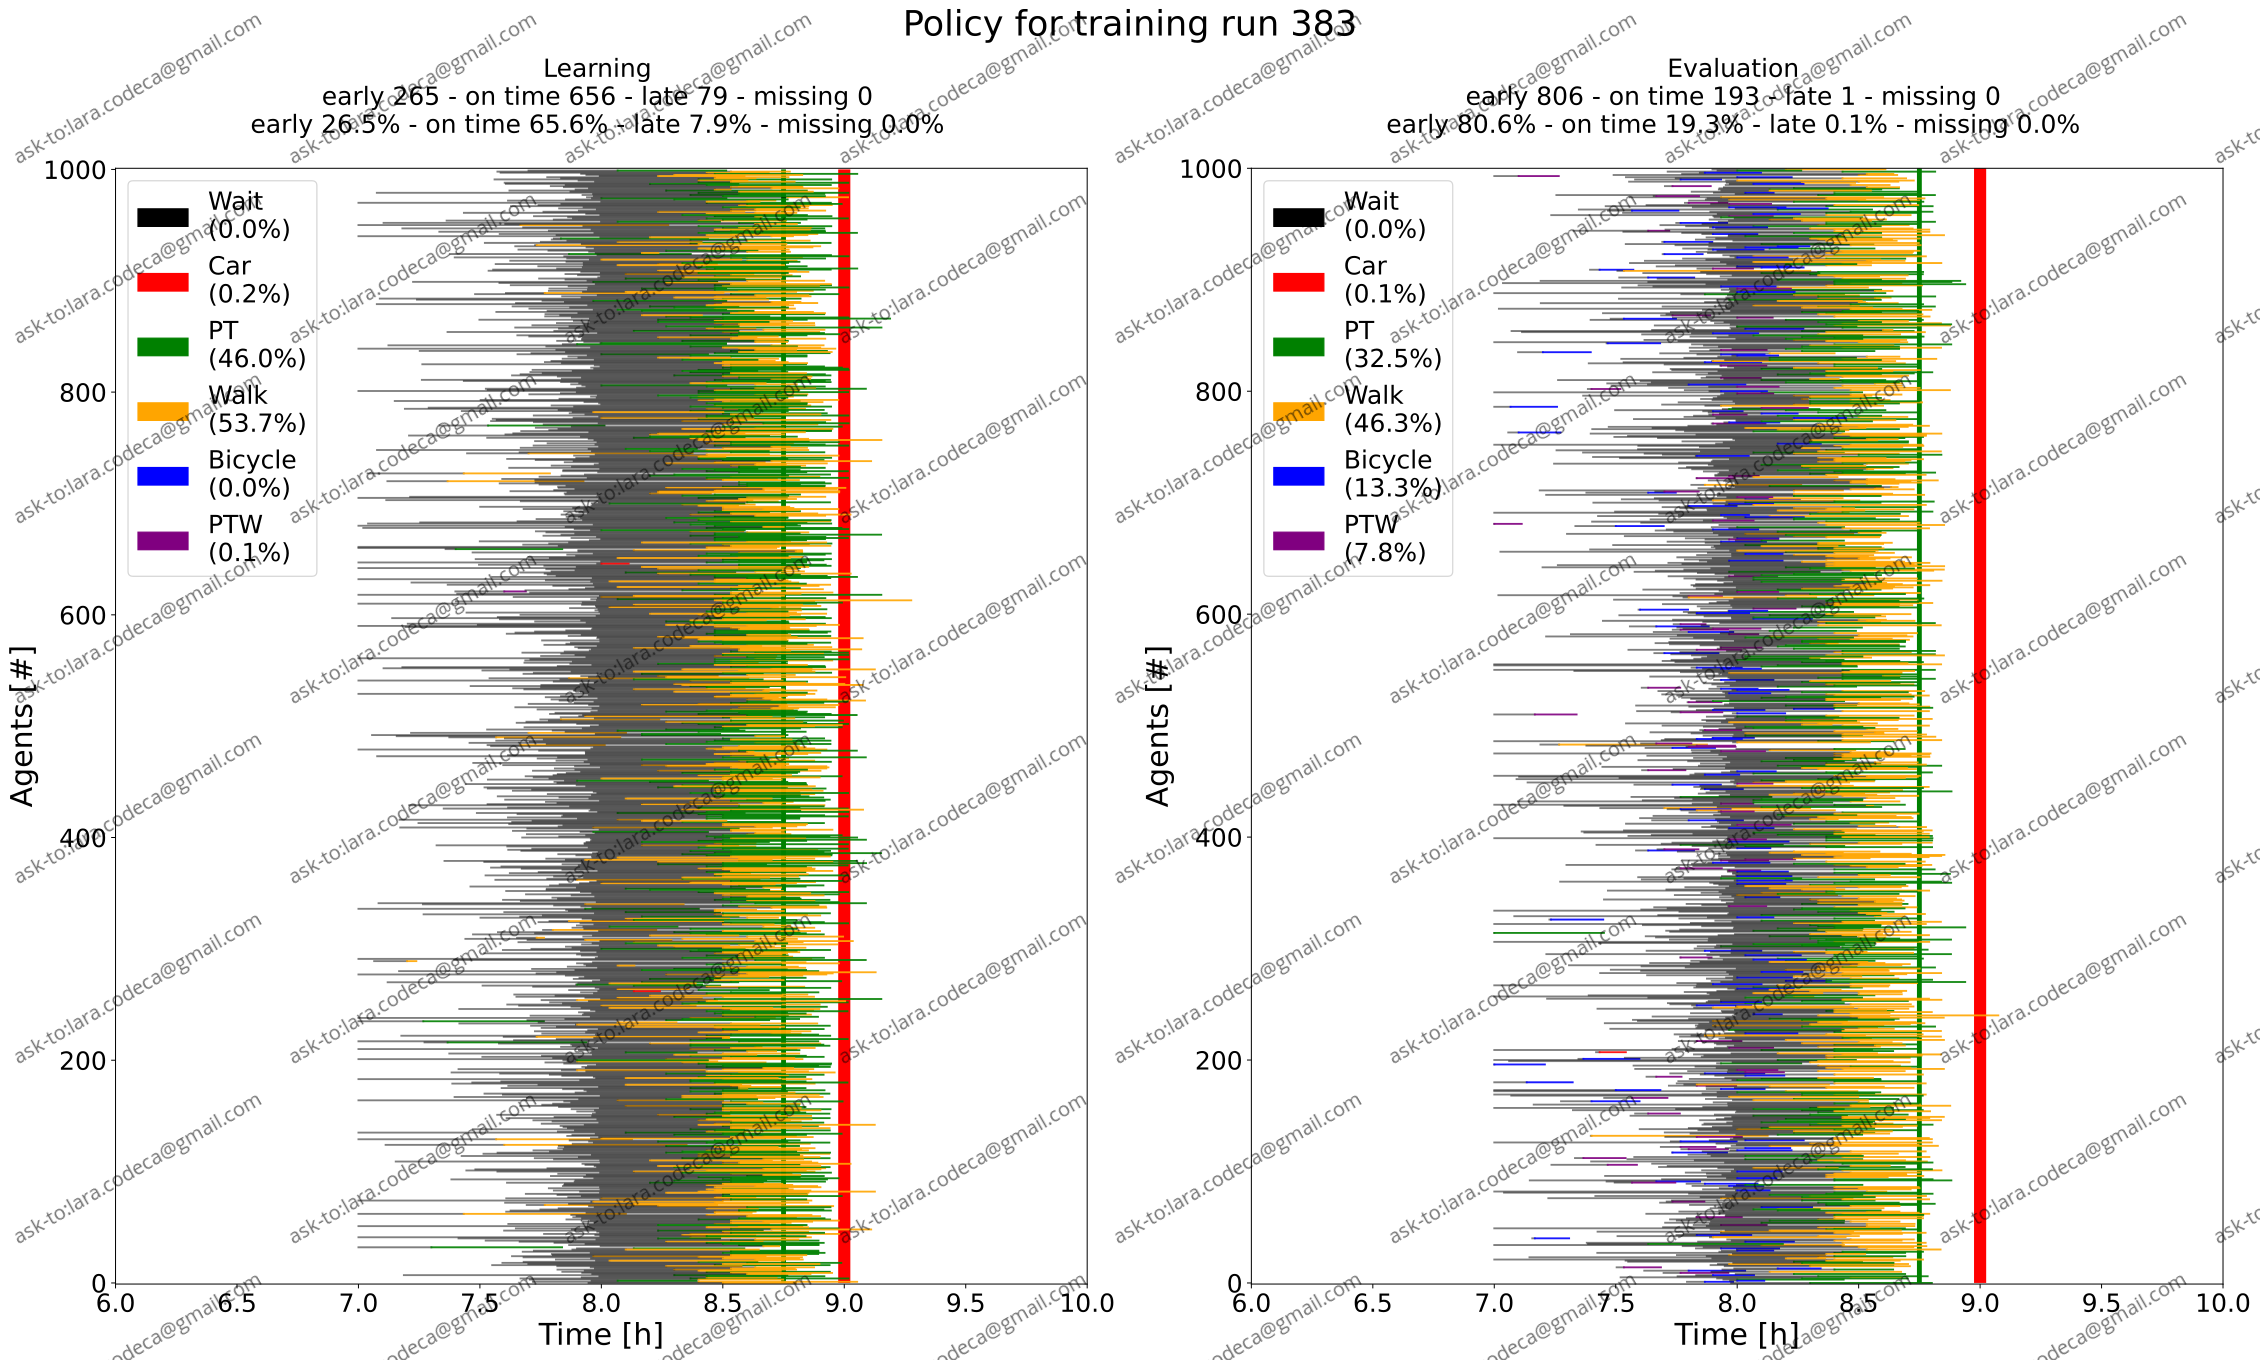 Policy for training run 383
Learning
early 265 - on time 656 - late 79 - missing 0
early 26.5% - on time 65.6% - late 7.9% - missing 0.0%
1000
800
600
400
200
0
Agents [#]
Wait
(0.0%)
Car
(0.2%)
PT
(46.0%)
Walk
(53.7%)
Bicycle
(0.0%)
PTW
(0.1%)
6.0 6.5 7.0 7.5 8.0 8.5 9.0 9.5 10.0
Time [h]
Evaluation
early 806 - on time 193 - late 1 - missing 0
early 80.6% - on time 19.3% - late 0.1% - missing 0.0%
1000
800
600
400
200
0
Agents [#]
Wait
(0.0%)
Car
(0.1%)
PT
(32.5%)
Walk
(46.3%)
Bicycle
(13.3%)
PTW
(7.8%)
6.0 6.5 7.0 7.5 8.0 8.5 9.0 9.5 10.0
Time [h]
ask-to:lara.codeca@gmail.com